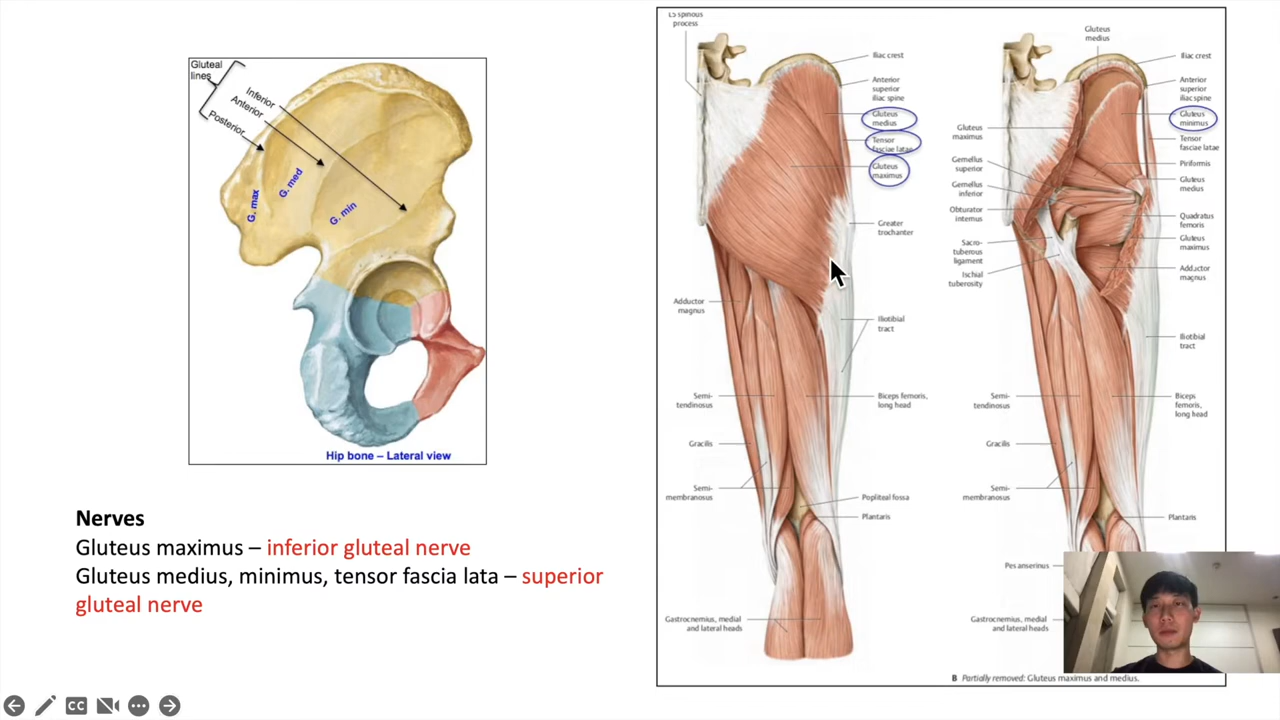 Gluteal
lines
Inferior
Anterior
Posterior
G. max
G. med
G. min
Hip bone – Lateral view
Nerves
Gluteus maximus – inferior gluteal nerve
Gluteus medius, minimus, tensor fascia lata – superior
gluteal nerve
L5 spinous
process
Iliac crest
Anterior
superior
iliac spine
Gluteus
medius
Tensor
fasciae latae
Gluteus
maximus
Greater
trochanter
Adductor
magnus
Iliotibial
tract
Semi-
tendinosus
Biceps femoris,
long head
Gracilis
Semi-
membranosus
Popliteal fossa
Plantaris
Gastrocnemius, medial
and lateral heads
Gluteus
medius
Iliac crest
Anterior
superior
iliac spine
Gluteus
minimus
Gluteus
maximus
Tensor
fasciae latae
Gemellus
superior
Piriformis
Gemellus
inferior
Gluteus
medius
Obturator
internus
Quadratus
femoris
Sacro-
tuberous
ligament
Gluteus
maximus
Ischial
tuberosity
Adductor
magnus
Iliotibial
tract
Semi-
tendinosus
Biceps
femoris,
long head
Gracilis
Semi-
membranosus
Plantaris
Pes anserinus
Gastrocnemius, medial
and lateral heads
B Partially removed: Gluteus maximus and medius.
CC